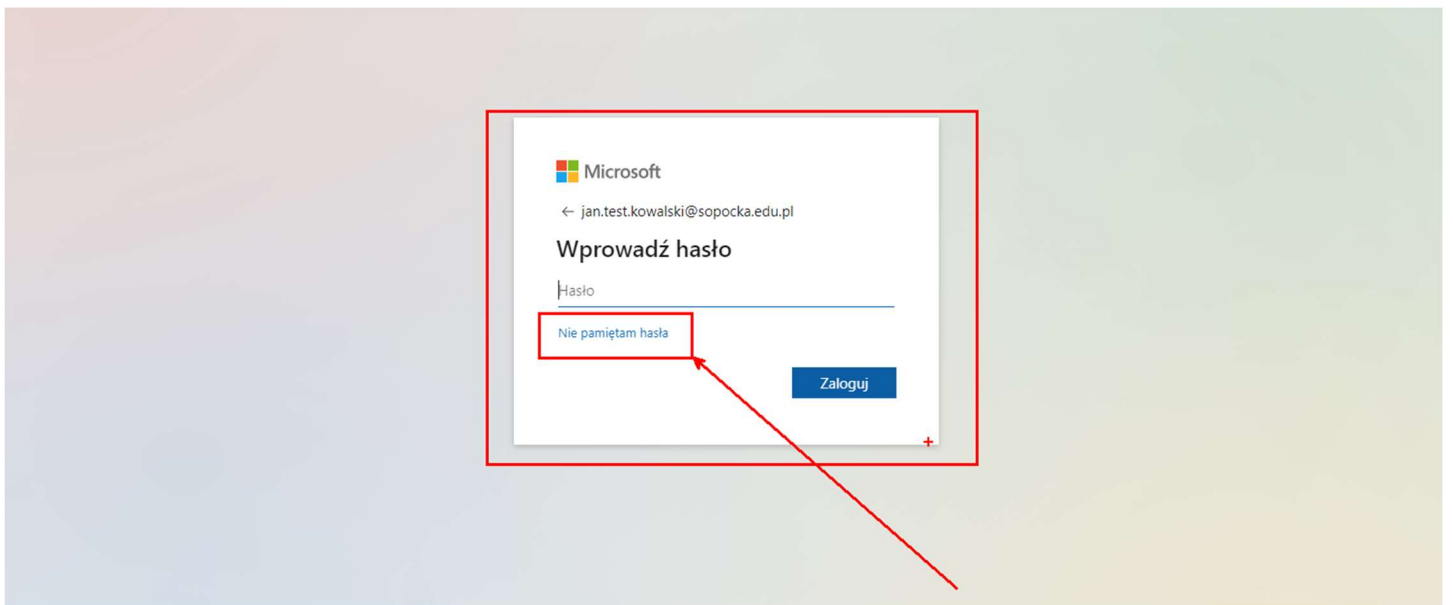 Microsoft
← jan.test.kowalski@sopocka.edu.pl
Wprowadź hasło
Hasło
Nie pamiętam hasła
Zaloguj